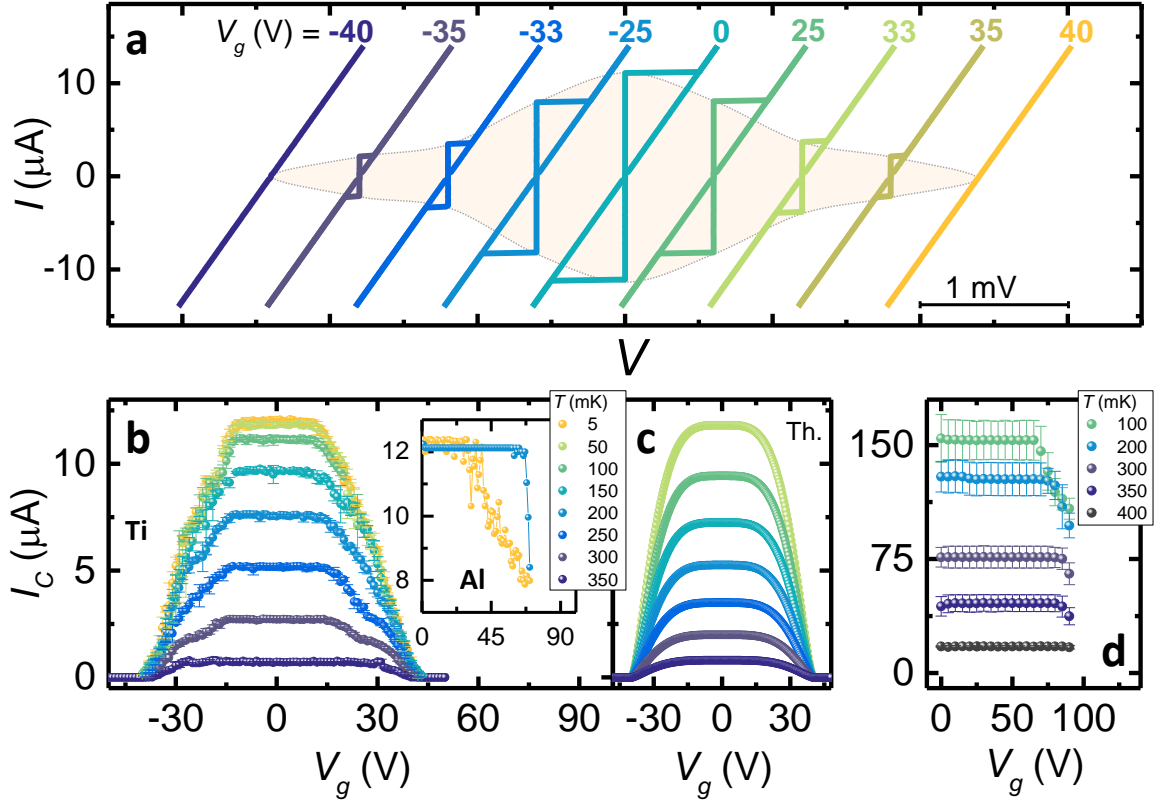 a V_g (V) = -40 -35 -33 -25 0 25 33 35 40
10
0
-10
I (μA)
1 mV
V
b
Ti
10
5
0
I_C (μA)
-30 0 30 60 90
V_g (V)
12
10
8
Al
0 45 90
T (mK)
5
50
100
150
200
250
300
350
c
Th.
-30 0 30
V_g (V)
150
75
0
T (mK)
100
200
300
350
400
d
0 50 100
V_g (V)